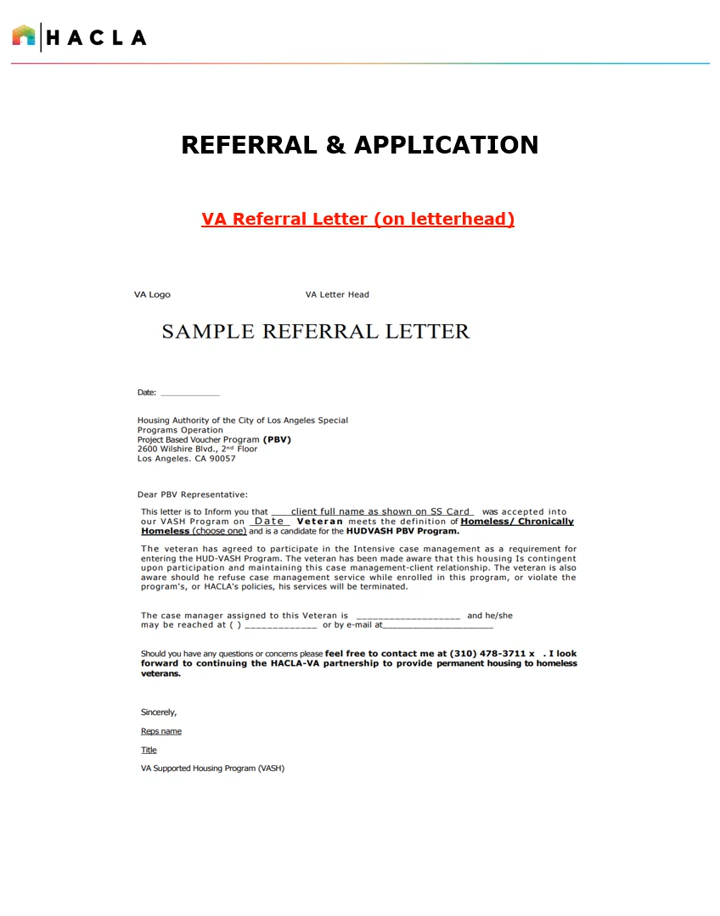 HACLA
REFERRAL & APPLICATION
VA Referral Letter (on letterhead)
VA Logo VA Letter Head
SAMPLE REFERRAL LETTER
Date: ____________
Housing Authority of the City of Los Angeles Special
Programs Operation
Project Based Voucher Program (PBV)
2600 Wilshire Blvd., 2nd Floor
Los Angeles. CA 90057
Dear PBV Representative:
This letter is to Inform you that ____client full name as shown on SS Card_ was accepted into
our VASH Program on _Date_ Veteran meets the definition of Homeless/ Chronically
Homeless (choose one) and is a candidate for the HUDVASH PBV Program.
The veteran has agreed to participate in the Intensive case management as a requirement for
entering the HUD-VASH Program. The veteran has been made aware that this housing Is contingent
upon participation and maintaining this case management-client relationship. The veteran is also
aware should he refuse case management service while enrolled in this program, or violate the
program's, or HACLA's policies, his services will be terminated.
The case manager assigned to this Veteran is ___________________ and he/she
may be reached at ( ) _____________ or by e-mail at______________________
Should you have any questions or concerns please feel free to contact me at (310) 478-3711 x . I look
forward to continuing the HACLA-VA partnership to provide permanent housing to homeless
veterans.
Sincerely,
Reps name
Title
VA Supported Housing Program (VASH)